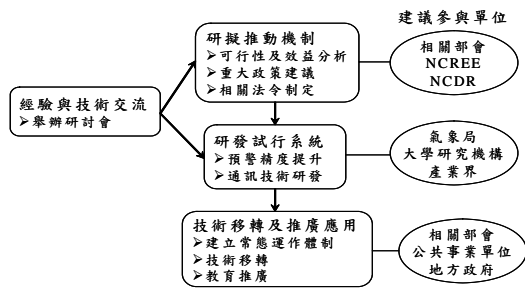 建議參與單位
經驗與技術交流
➢舉辦研討會
研擬推動機制
➢可行性及效益分析
➢重大政策建議
➢相關法令制定
相關部會
NCREE
NCDR
研發試行系統
➢預警精度提升
➢通訊技術研發
氣象局
大學研究機構
產業界
技術移轉及推廣應用
➢建立常態運作體制
➢技術移轉
➢教育推廣
相關部會
公共事業單位
地方政府